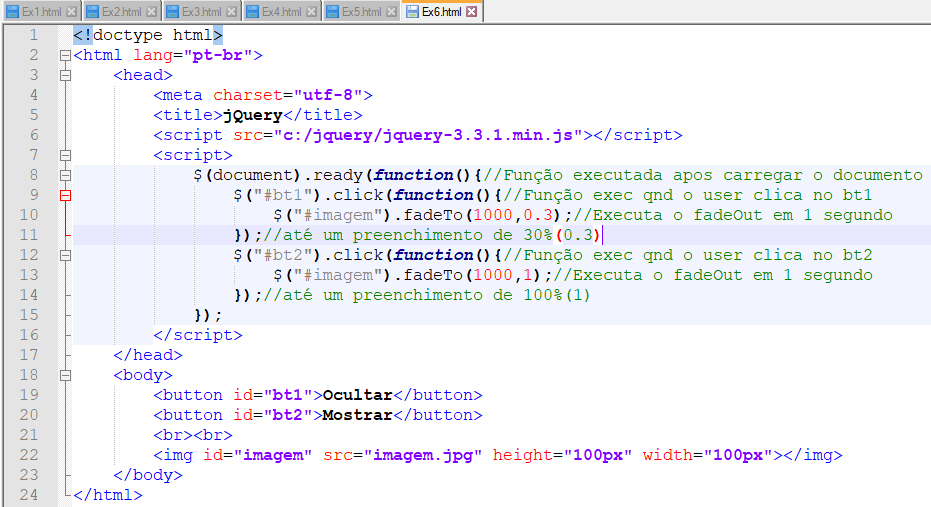 Ex1.html Ex2.html Ex3.html Ex4.html Ex5.html Ex6.html
1 <!doctype html>
2 <html lang="pt-br">
3 <head>
4 <meta charset="utf-8">
5 <title>jQuery</title>
6 <script src="c:/jquery/jquery-3.3.1.min.js"></script>
7 <script>
8 $(document).ready(function(){//Função executada apos carregar o documento
9 $("#bt1").click(function(){//Função exec qnd o user clica no bt1
10 $("#imagem").fadeTo(1000,0.3);//Executa o fadeOut em 1 segundo
11 });//até um preenchimento de 30%(0.3)
12 $("#bt2").click(function(){//Função exec qnd o user clica no bt2
13 $("#imagem").fadeTo(1000,1);//Executa o fadeOut em 1 segundo
14 });//até um preenchimento de 100%(1)
15 });
16 </script>
17 </head>
18 <body>
19 <button id="bt1">Ocultar</button>
20 <button id="bt2">Mostrar</button>
21 <br><br>
22 <img id="imagem" src="imagem.jpg" height="100px" width="100px"></img>
23 </body>
24 </html>